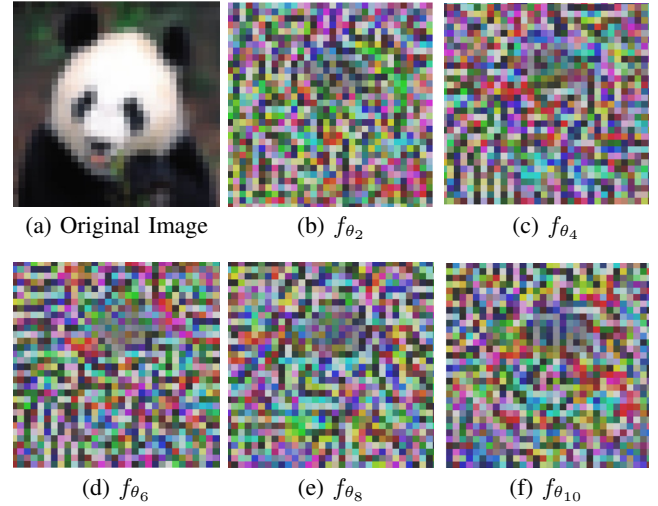 (a) Original Image (b) f_{θ_2} (c) f_{θ_4}
(d) f_{θ_6} (e) f_{θ_8} (f) f_{θ_{10}}